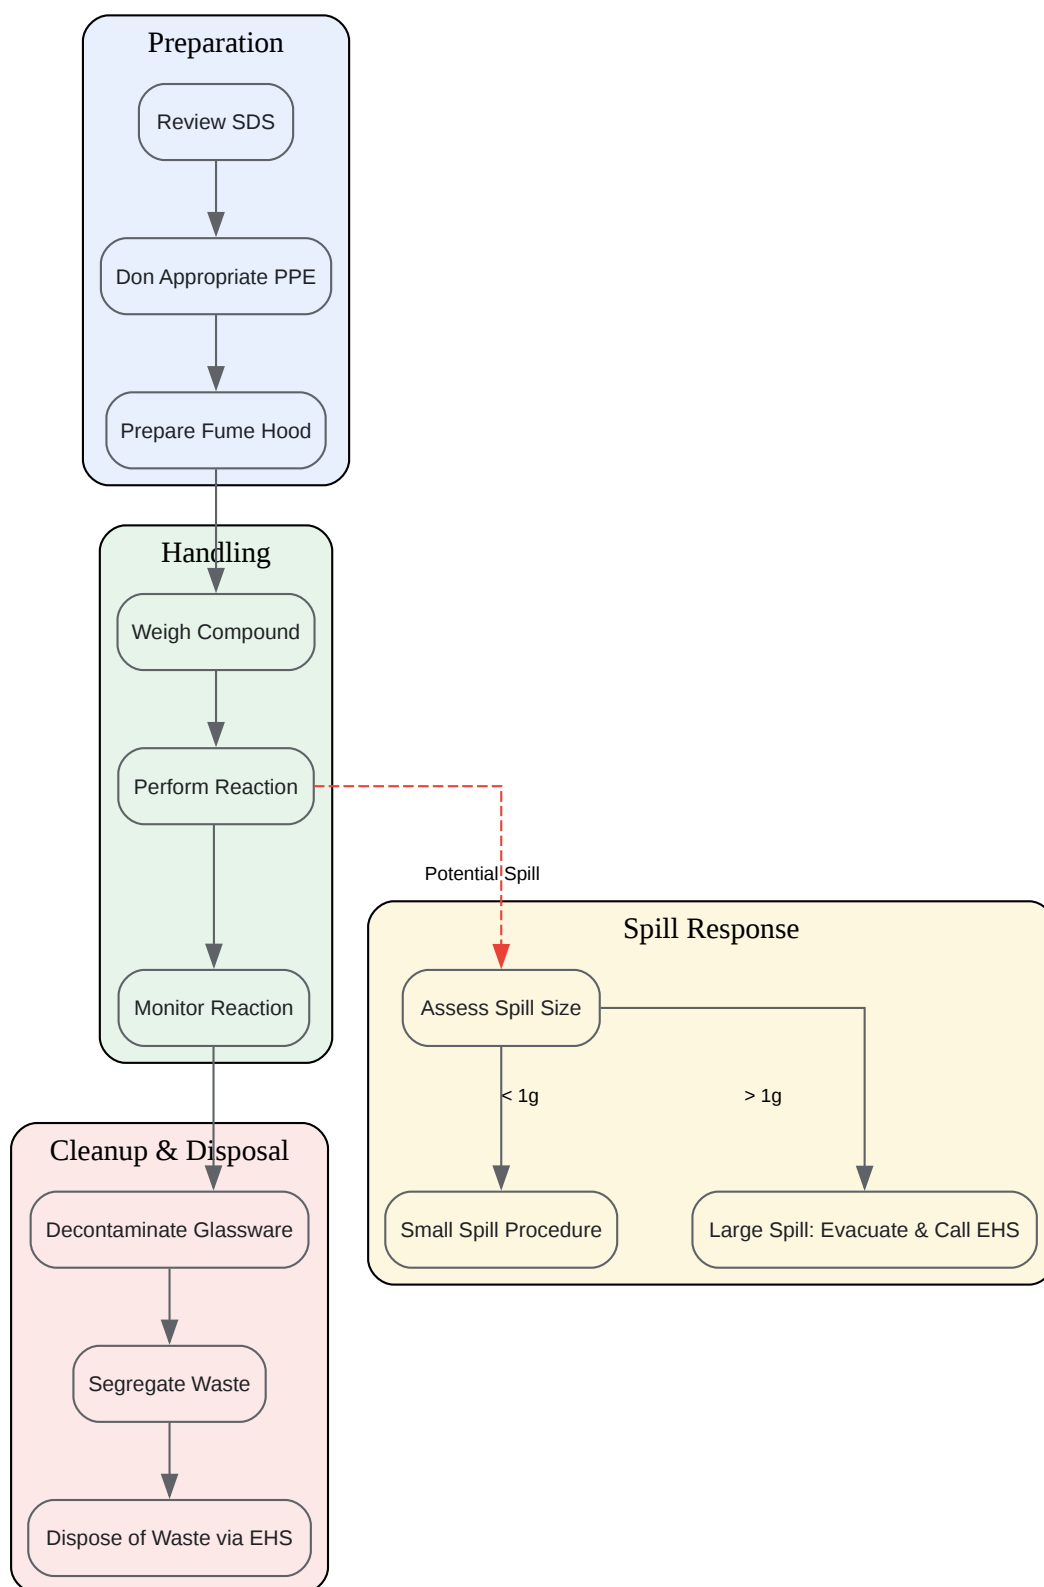 Preparation
Review SDS
Don Appropriate PPE
Prepare Fume Hood
Handling
Weigh Compound
Perform Reaction
Potential Spill
Spill Response
Monitor Reaction
Assess Spill Size
< 1g
> 1g
Cleanup & Disposal
Decontaminate Glassware
Small Spill Procedure
Large Spill: Evacuate & Call EHS
Segregate Waste
Dispose of Waste via EHS